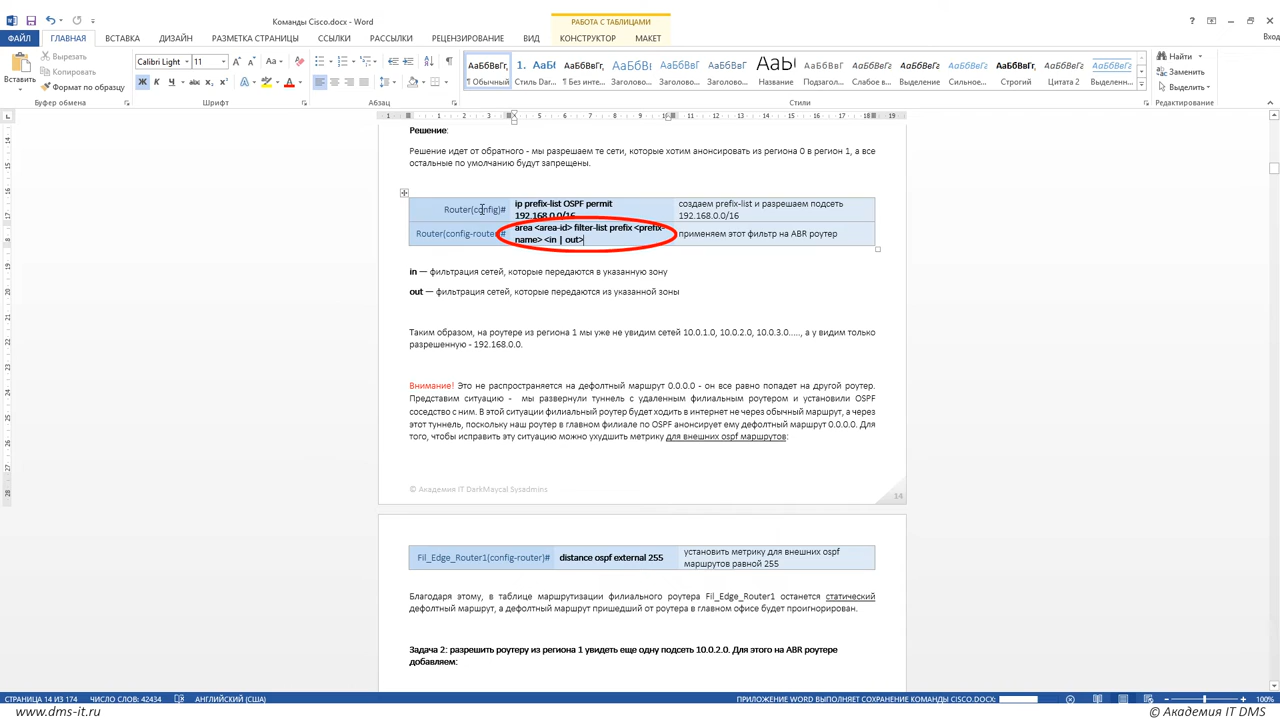 Команды Cisco.docx - Word
РАБОТА С ТАБЛИЦАМИ
Вход
ФАЙЛ ГЛАВНАЯ ВСТАВКА ДИЗАЙН РАЗМЕТКА СТРАНИЦЫ ССЫЛКИ РАССЫЛКИ РЕЦЕНЗИРОВАНИЕ ВИД КОНСТРУКТОР МАКЕТ
Вставить
Вырезать
Копировать
Формат по образцу
Calibri Light 11
АаБбВвГг, 1. АаБб АаБбВвГг, АаБбВвГ АаБбВвГ АаБбВвГ АаБбВ АаБбВвГг АаБбВвГг АаБбВвГг АаБбВвГг АаБбВвГг АаБбВвГг АаБбВвГг,
¶ Обычный Стиль Dar... ¶ Без инте... Заголово... Заголово... Заголово... Название Подзагол... Слабое в... Выделение Сильное... Строгий Цитата 2 Выделенн...
Найти
Заменить
Выделить
Буфер обмена Шрифт Абзац Стили Редактирование
Решение:
Решение идет от обратного - мы разрешаем те сети, которые хотим анонсировать из региона 0 в регион 1, а все
остальные по умолчанию будут запрещены.
Router(config)# ip prefix-list OSPF permit создаем prefix-list и разрешаем подсеть
192.168.0.0/16 192.168.0.0/16
Router(config-router)# area <area-id> filter-list prefix <prefix- применяем этот фильтр на ABR роутер
name> <in | out>
in — фильтрация сетей, которые передаются в указанную зону
out — фильтрация сетей, которые передаются из указанной зоны
Таким образом, на роутере из региона 1 мы уже не увидим сетей 10.0.1.0, 10.0.2.0, 10.0.3.0....., а у видим только
разрешенную - 192.168.0.0.
Внимание! Это не распространяется на дефолтный маршрут 0.0.0.0 - он все равно попадет на другой роутер.
Представим ситуацию - мы развернули туннель с удаленным филиальным роутером и установили OSPF
соседство с ним. В этой ситуации филиальный роутер будет ходить в интернет не через обычный маршрут, а через
этот туннель, поскольку наш роутер в главном филиале по OSPF анонсирует ему дефолтный маршрут 0.0.0.0. Для
того, чтобы исправить эту ситуацию можно ухудшить метрику для внешних ospf маршрутов:
© Академия IT DarkMaycal Sysadmins
14
Fil_Edge_Router1(config-router)# distance ospf external 255 установить метрику для внешних ospf
маршрутов равной 255
Благодаря этому, в таблице маршрутизации филиального роутера Fil_Edge_Router1 останется статический
дефолтный маршрут, а дефолтный маршрут пришедший от роутера в главном офисе будет проигнорирован.
Задача 2: разрешить роутеру из региона 1 увидеть еще одну подсеть 10.0.2.0. Для этого на ABR роутере
добавляем:
СТРАНИЦА 14 ИЗ 174 ЧИСЛО СЛОВ: 42434 АНГЛИЙСКИЙ (США) ПРИЛОЖЕНИЕ WORD ВЫПОЛНЯЕТ СОХРАНЕНИЕ КОМАНДЫ CISCO.DOCX: 100%
www.dms-it.ru © Академия IT DMS